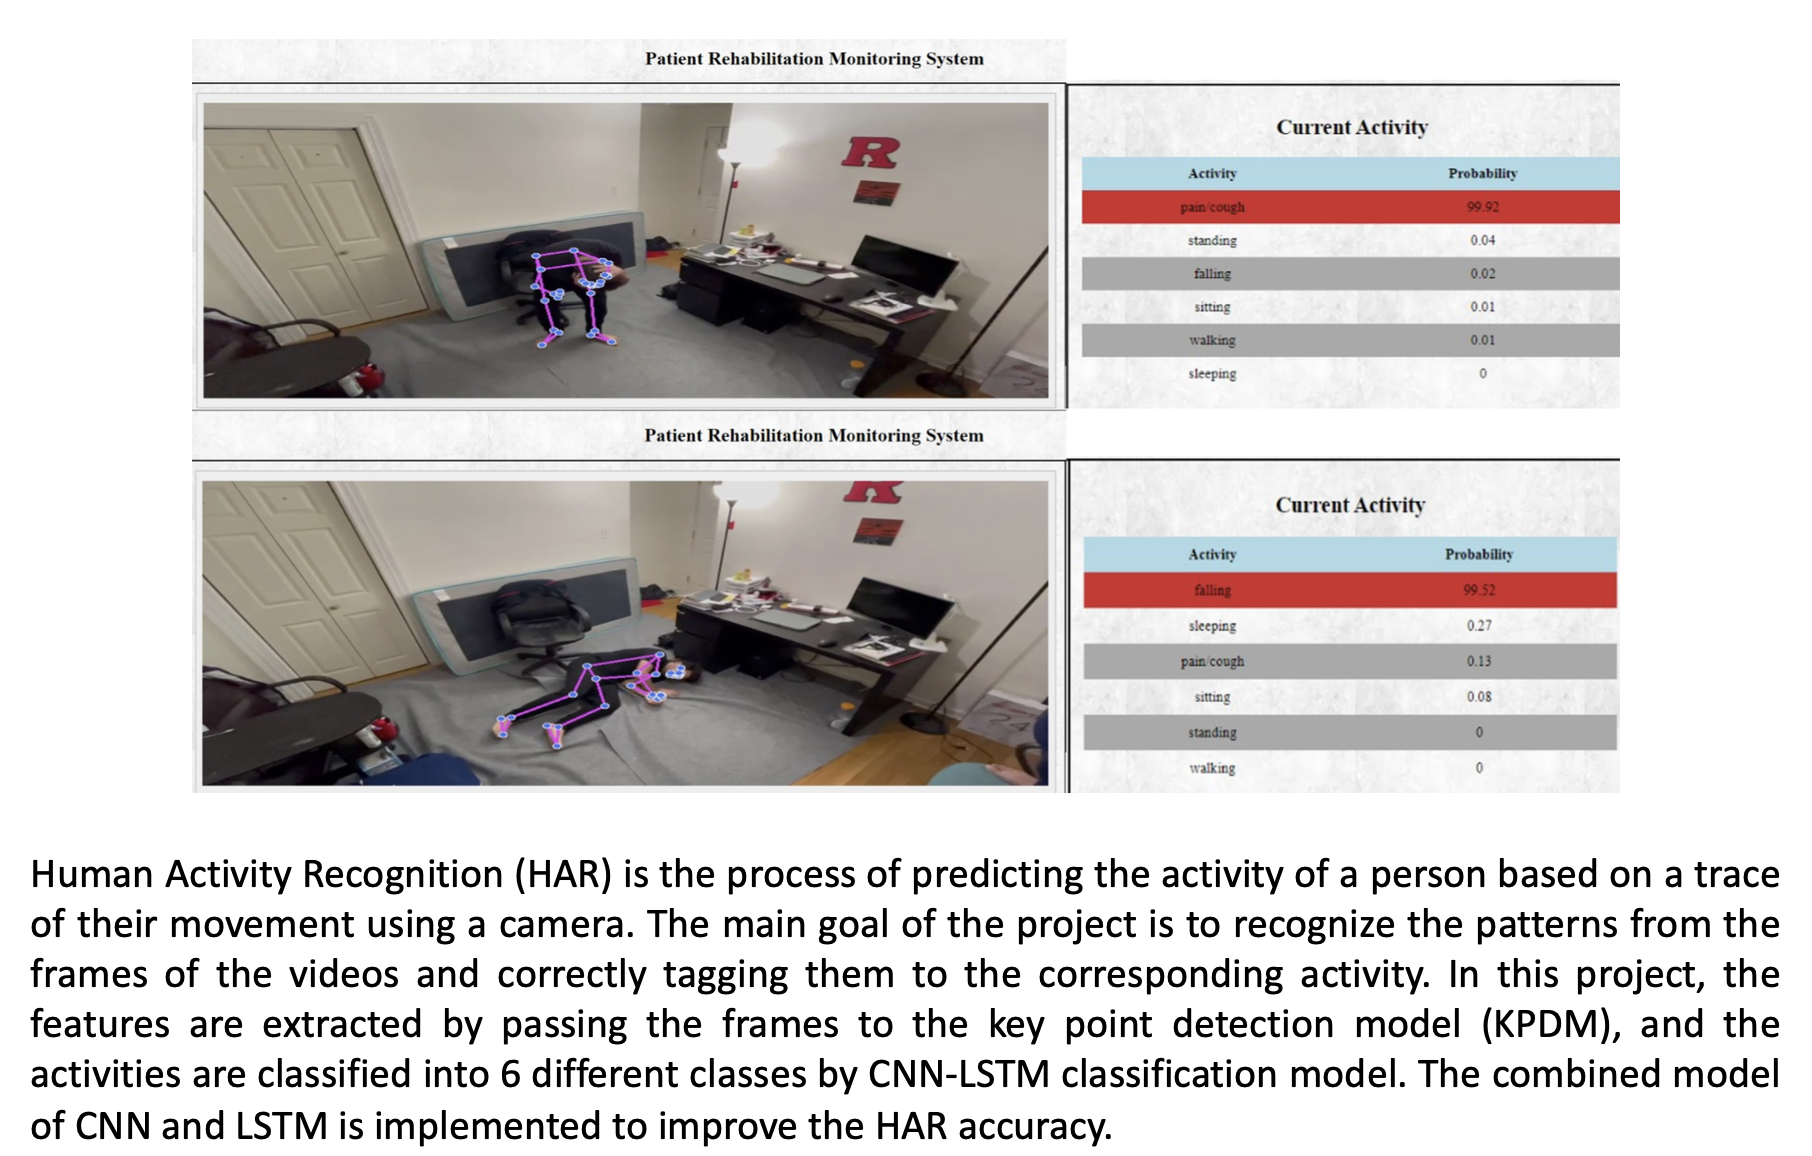 Patient Rehabilitation Monitoring System
R
Current Activity
Activity Probability
pain/cough 99.92
standing 0.04
falling 0.02
sitting 0.01
walking 0.01
sleeping 0
Patient Rehabilitation Monitoring System
R
24
Current Activity
Activity Probability
falling 99.52
sleeping 0.27
pain/cough 0.13
sitting 0.08
standing 0
walking 0
Human Activity Recognition (HAR) is the process of predicting the activity of a person based on a trace
of their movement using a camera. The main goal of the project is to recognize the patterns from the
frames of the videos and correctly tagging them to the corresponding activity. In this project, the
features are extracted by passing the frames to the key point detection model (KPDM), and the
activities are classified into 6 different classes by CNN-LSTM classification model. The combined model
of CNN and LSTM is implemented to improve the HAR accuracy.